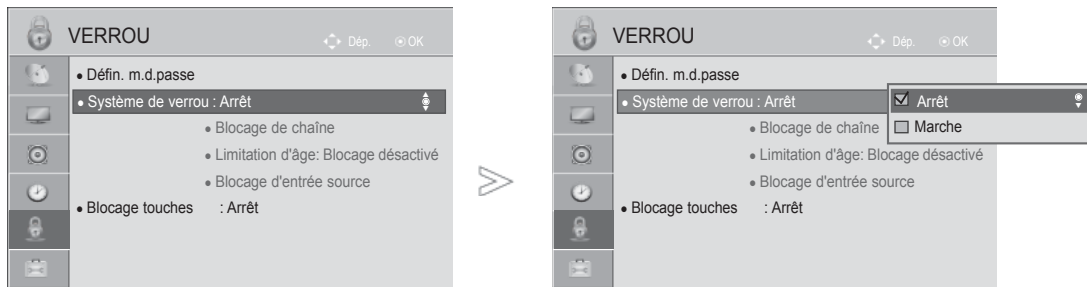 VERROU
Dép. OK
• Défin. m.d.passe
• Système de verrou : Arrêt
• Blocage de chaîne
• Limitation d'âge: Blocage désactivé
• Blocage d'entrée source
• Blocage touches : Arrêt
VERROU
Dép. OK
• Défin. m.d.passe
• Système de verrou : Arrêt
Arrêt
Marche
• Blocage de chaîne
• Limitation d'âge: Blocage désactivé
• Blocage d'entrée source
• Blocage touches : Arrêt